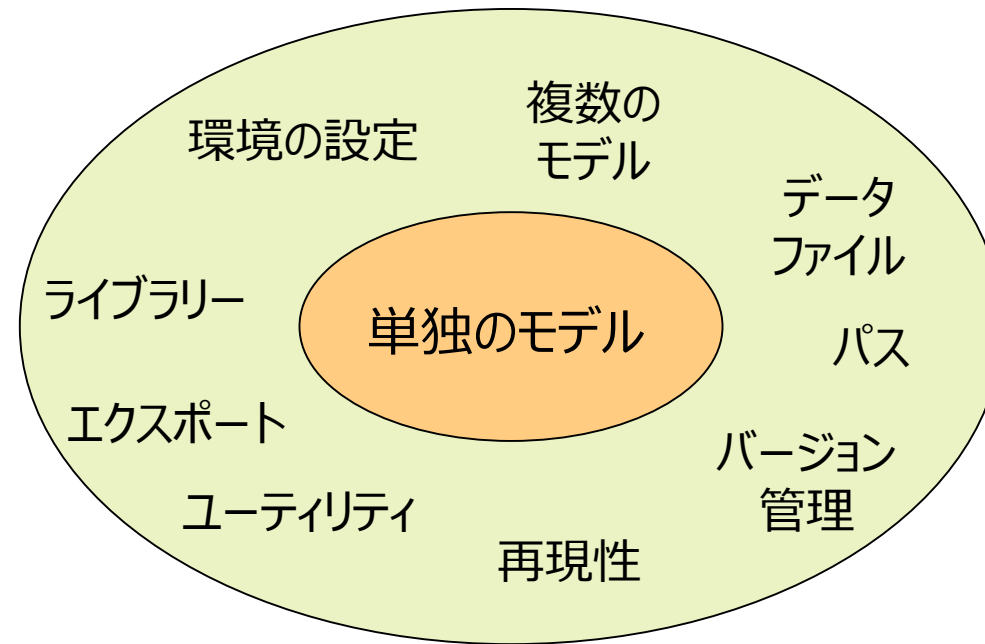 環境の設定
複数の
モデル
データ
ファイル
ライブラリー
単独のモデル
パス
エクスポート
バージョン
管理
ユーティリティ
再現性